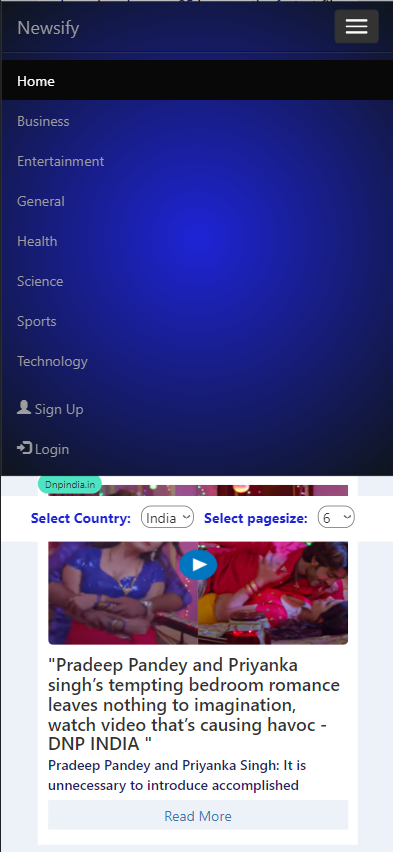 Newsify
Home
Business
Entertainment
General
Health
Science
Sports
Technology
Sign Up
Login
Dnpindia.in
Select Country: India Select pagesize: 6
"Pradeep Pandey and Priyanka
singh’s tempting bedroom romance
leaves nothing to imagination,
watch video that’s causing havoc -
DNP INDIA "
Pradeep Pandey and Priyanka Singh: It is
unnecessary to introduce accomplished
Read More